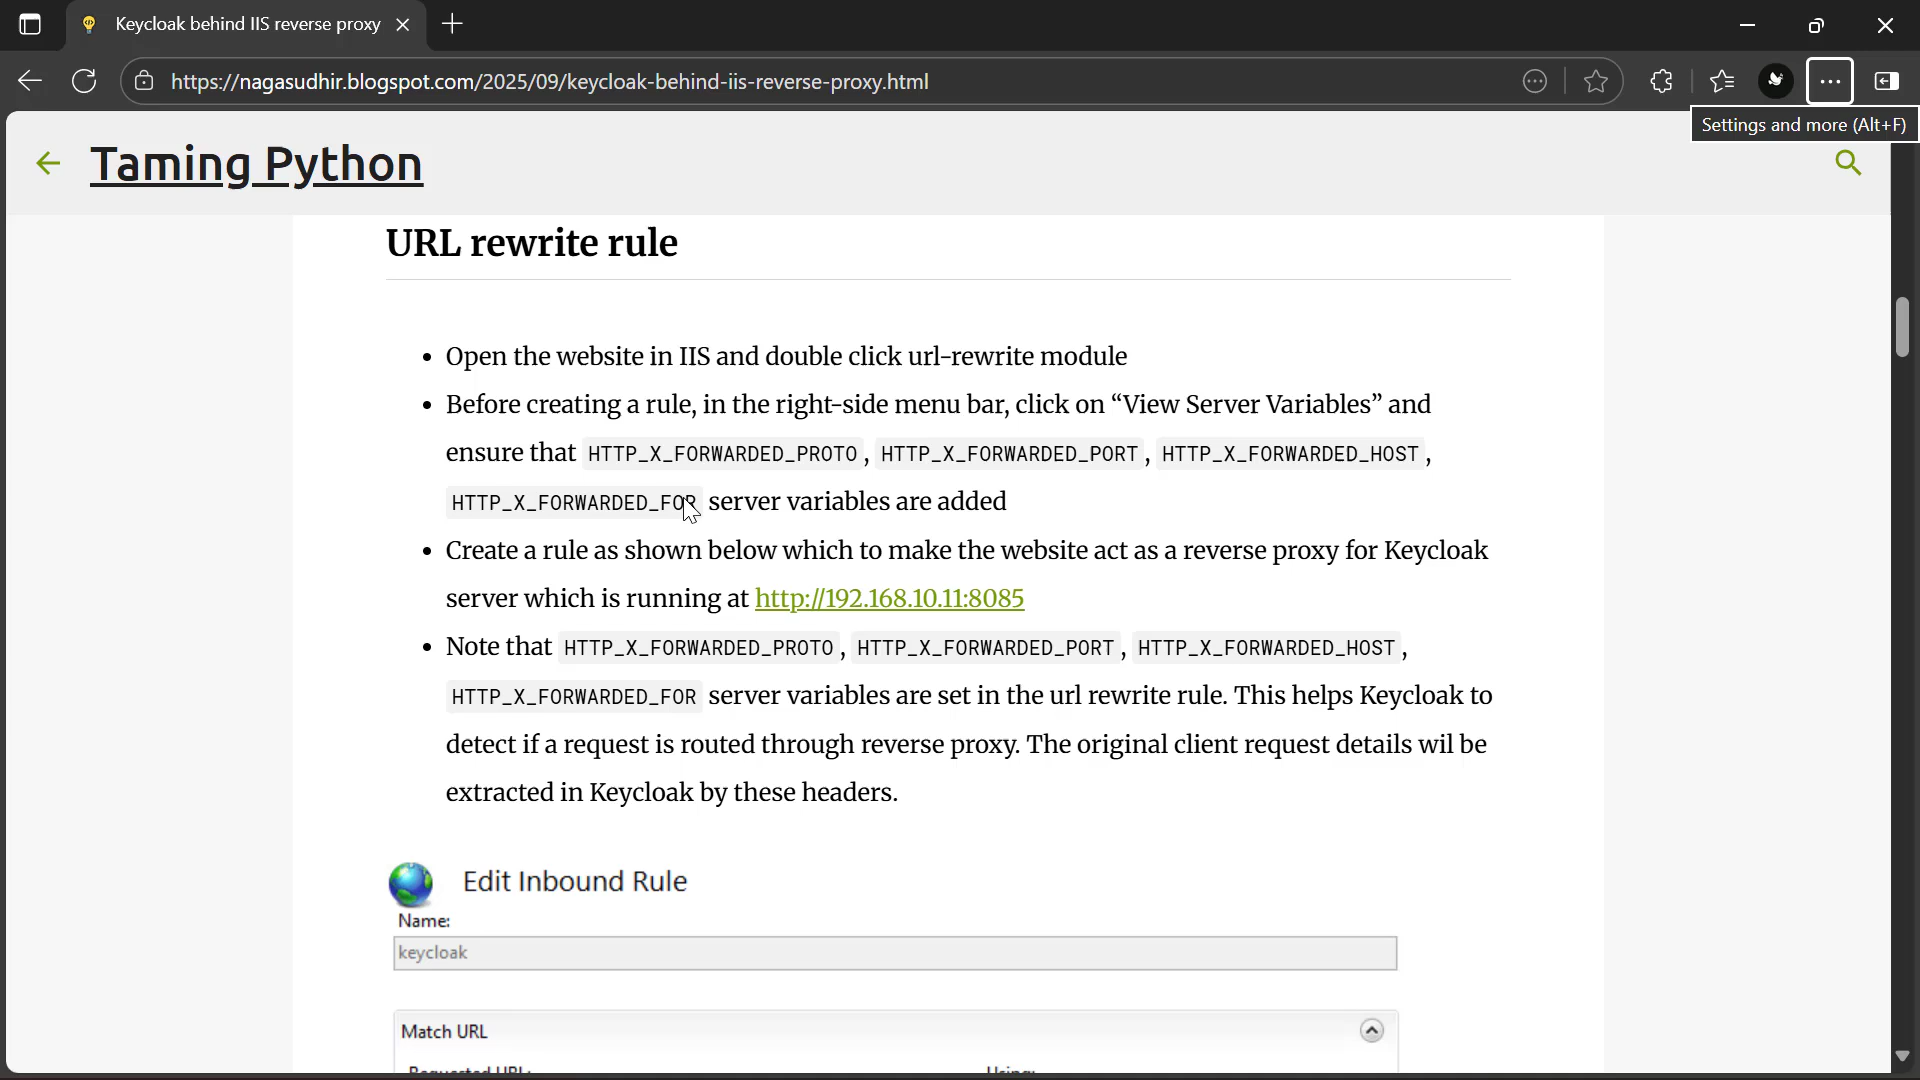 Keycloak behind IIS reverse proxy
https://nagasudhir.blogspot.com/2025/09/keycloak-behind-iis-reverse-proxy.html
Settings and more (Alt+F)
Taming Python
URL rewrite rule
• Open the website in IIS and double click url-rewrite module
• Before creating a rule, in the right-side menu bar, click on “View Server Variables” and
ensure that HTTP_X_FORWARDED_PROTO, HTTP_X_FORWARDED_PORT, HTTP_X_FORWARDED_HOST,
HTTP_X_FORWARDED_FOR server variables are added
• Create a rule as shown below which to make the website act as a reverse proxy for Keycloak
server which is running at http://192.168.10.11:8085
• Note that HTTP_X_FORWARDED_PROTO, HTTP_X_FORWARDED_PORT, HTTP_X_FORWARDED_HOST,
HTTP_X_FORWARDED_FOR server variables are set in the url rewrite rule. This helps Keycloak to
detect if a request is routed through reverse proxy. The original client request details wil be
extracted in Keycloak by these headers.
Edit Inbound Rule
Name:
keycloak
Match URL
Requested URL: Using: